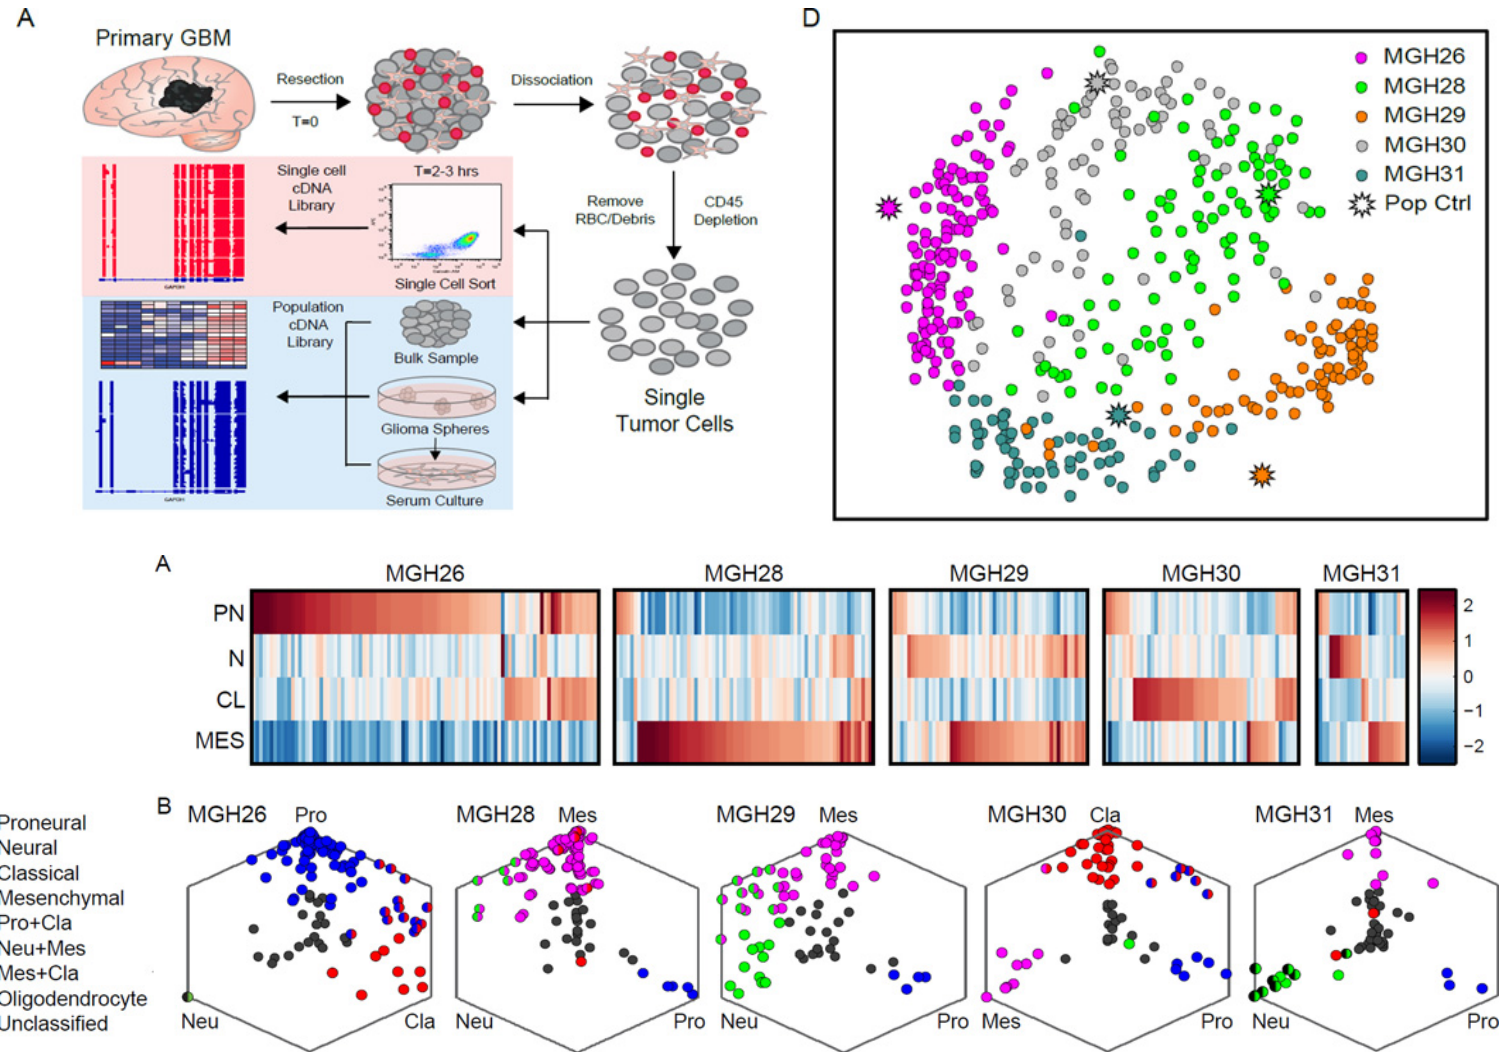 A
Primary GBM
Resection
T=0
Dissociation
Single cell
cDNA
Library
T=2-3 hrs
Single Cell Sort
GAPDH
Remove
RBC/Debris
CD45
Depletion
Population
cDNA
Library
Bulk Sample
Glioma Spheres
Serum Culture
GAPDH
Single
Tumor Cells
D
MGH26
MGH28
MGH29
MGH30
MGH31
Pop Ctrl
A
MGH26
MGH28
MGH29
MGH30
MGH31
PN
N
CL
MES
2
1
0
−1
−2
B
Proneural
Neural
Classical
Mesenchymal
Pro+Cla
Neu+Mes
Mes+Cla
Oligodendrocyte
Unclassified
MGH26
Pro
Neu
Cla
MGH28
Mes
Neu
Pro
MGH29
Mes
Neu
Pro
MGH30
Cla
Mes
Pro
MGH31
Mes
Neu
Pro